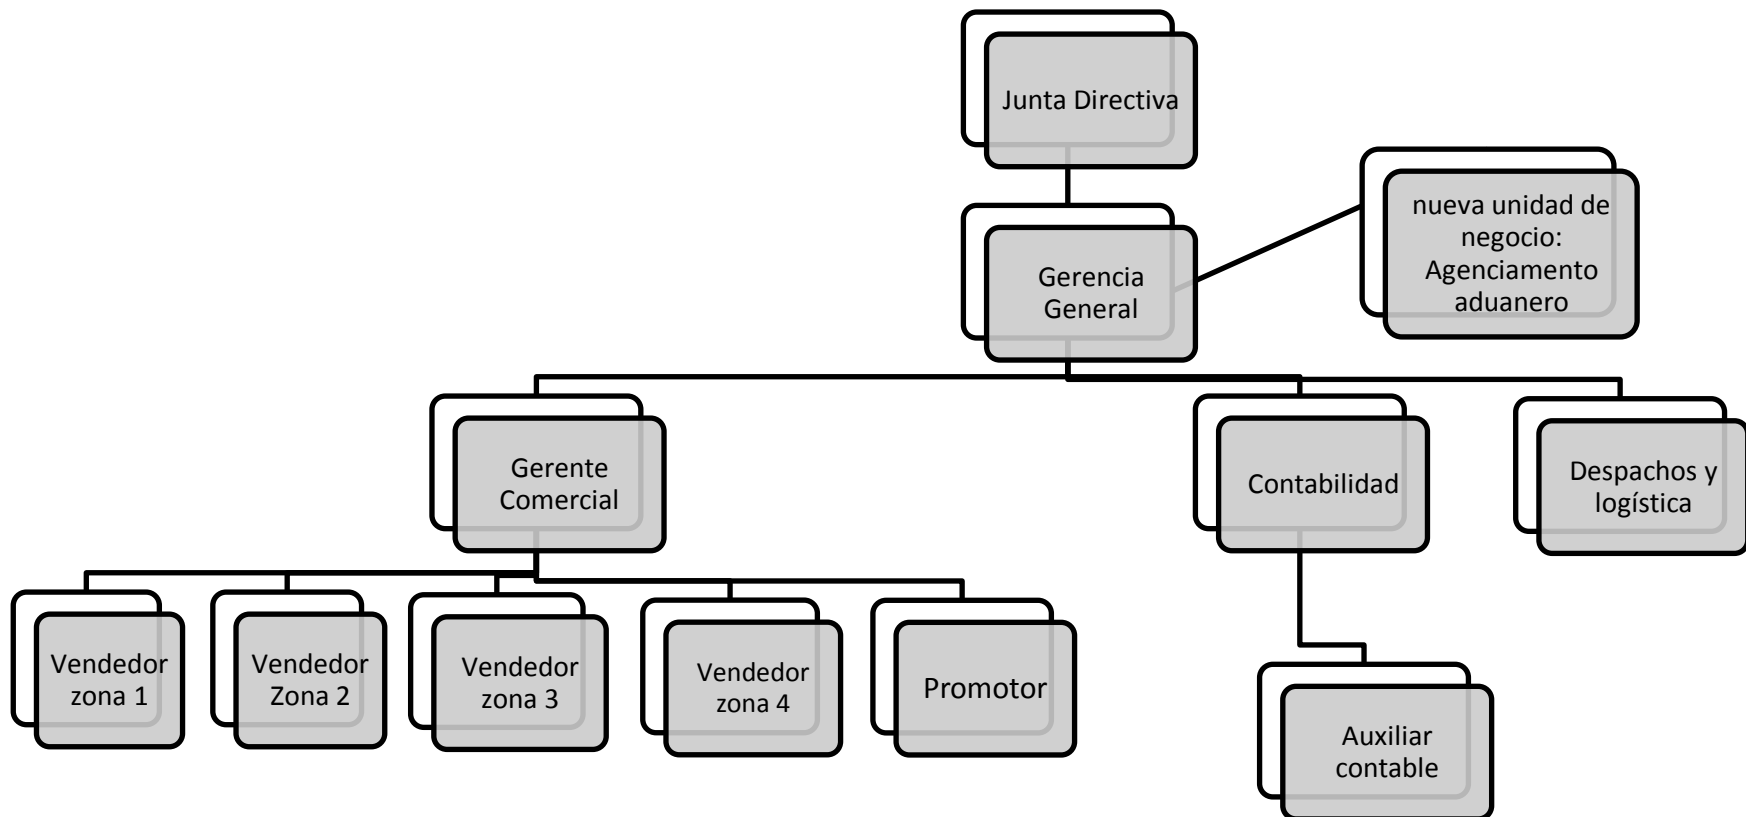 Junta Directiva
nueva unidad de
negocio:
Agenciamento
aduanero
Gerencia
General
Gerente
Comercial
Contabilidad
Despachos y
logística
Vendedor
zona 1
Vendedor
Zona 2
Vendedor
zona 3
Vendedor
zona 4
Promotor
Auxiliar
contable